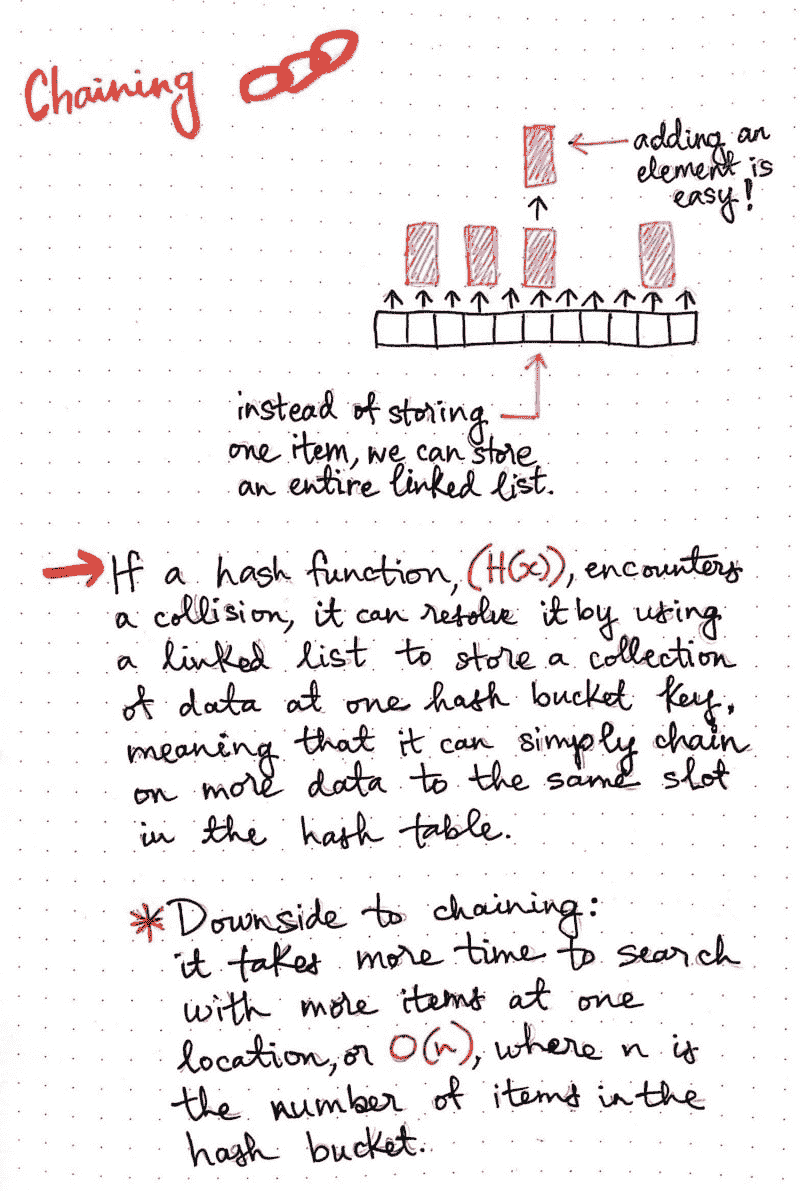 Chaining
adding an
element is
easy!
instead of storing
one item, we can store
an entire linked list.
If a hash function, (H(x)), encounters
a collision, it can resolve it by using
a linked list to store a collection
of data at one hash bucket key,
meaning that it can simply chain
on more data to the same slot
in the hash table.
* Downside to chaining:
it takes more time to search
with more items at one
location, or O(n), where n is
the number of items in the
hash bucket.